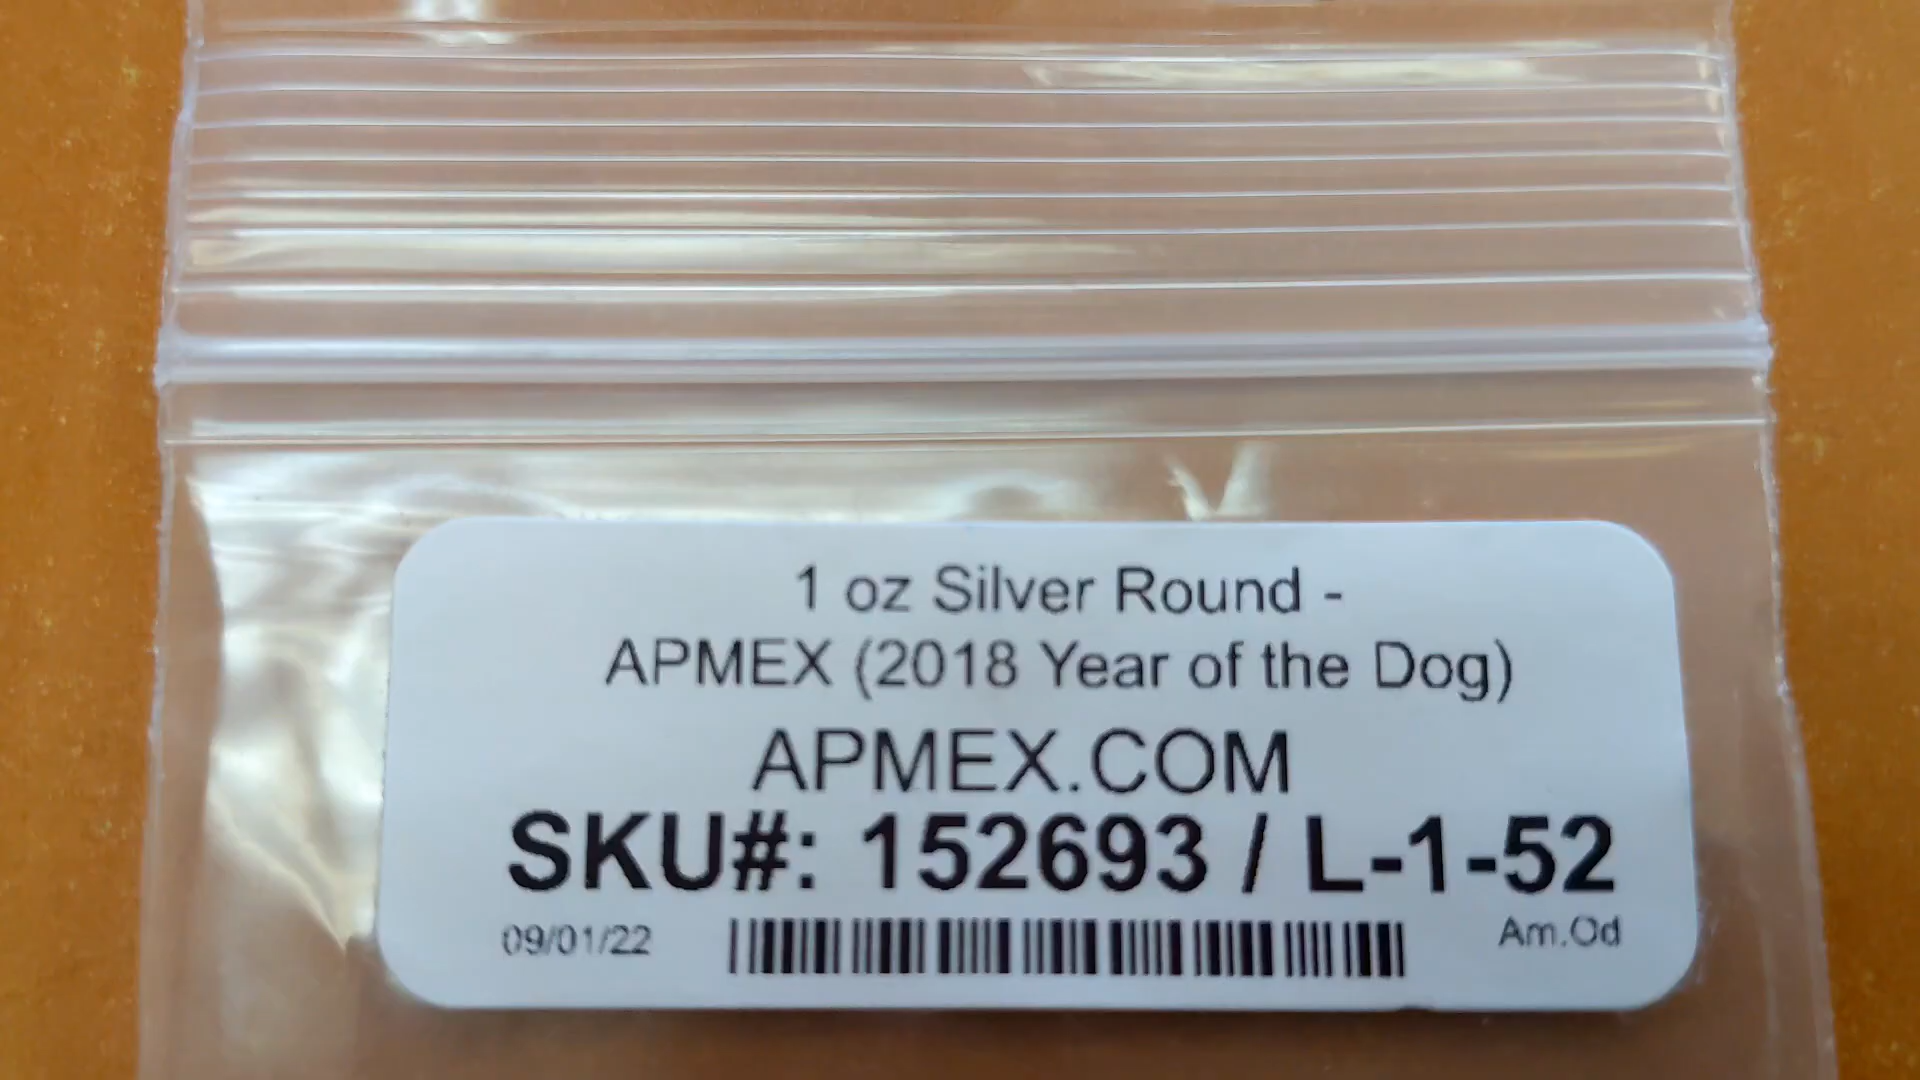 1 oz Silver Round -
APMEX (2018 Year of the Dog)
APMEX.COM
SKU#: 152693 / L-1-52
09/01/22 Am.Od